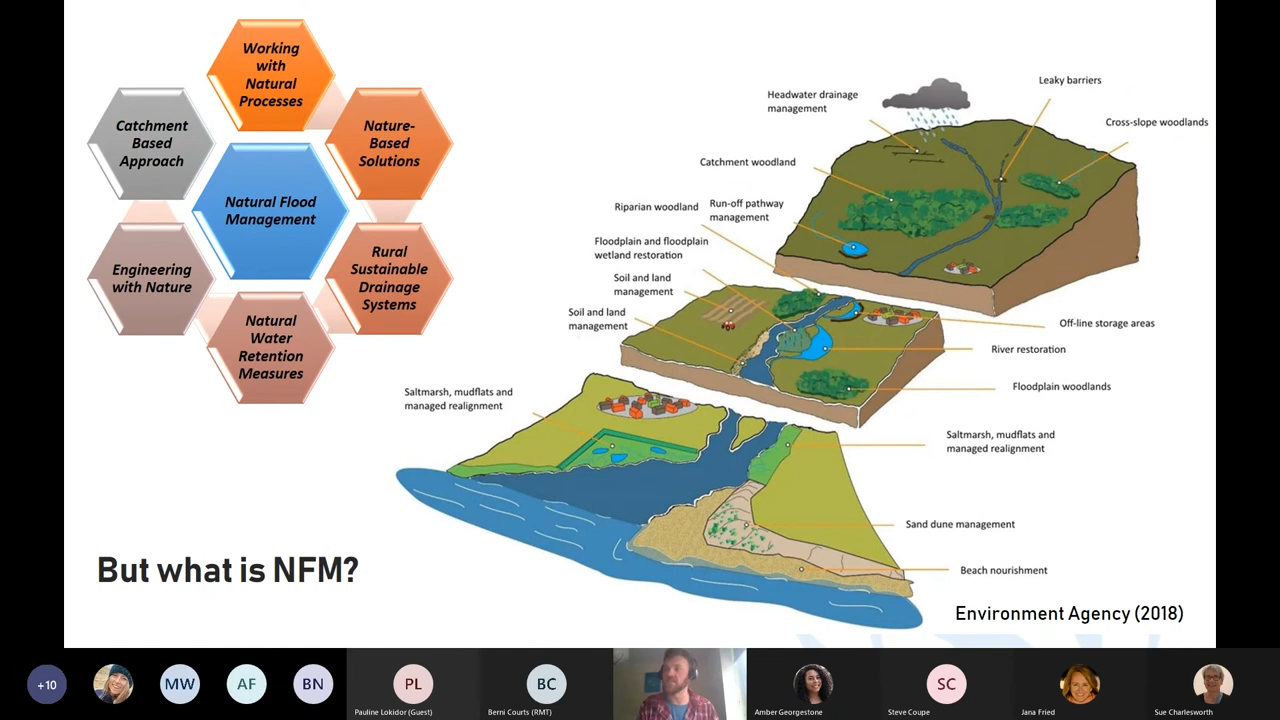 Working
with
Natural
Processes
Catchment
Based
Approach
Nature-
Based
Solutions
Natural Flood
Management
Engineering
with Nature
Rural
Sustainable
Drainage
Systems
Natural
Water
Retention
Measures
But what is NFM?
Leaky barriers
Headwater drainage
management
Cross-slope woodlands
Catchment woodland
Riparian woodland
Run-off pathway
management
Floodplain and floodplain
wetland restoration
Soil and land
management
Soil and land
management
Off-line storage areas
River restoration
Floodplain woodlands
Saltmarsh, mudflats and
managed realignment
Saltmarsh, mudflats and
managed realignment
Sand dune management
Beach nourishment
Environment Agency (2018)
+10
MW
AF
BN
PL
Pauline Lokidor (Guest)
BC
Berni Courts (RMT)
Amber Georgestone
SC
Steve Coupe
Jana Fried
Sue Charlesworth